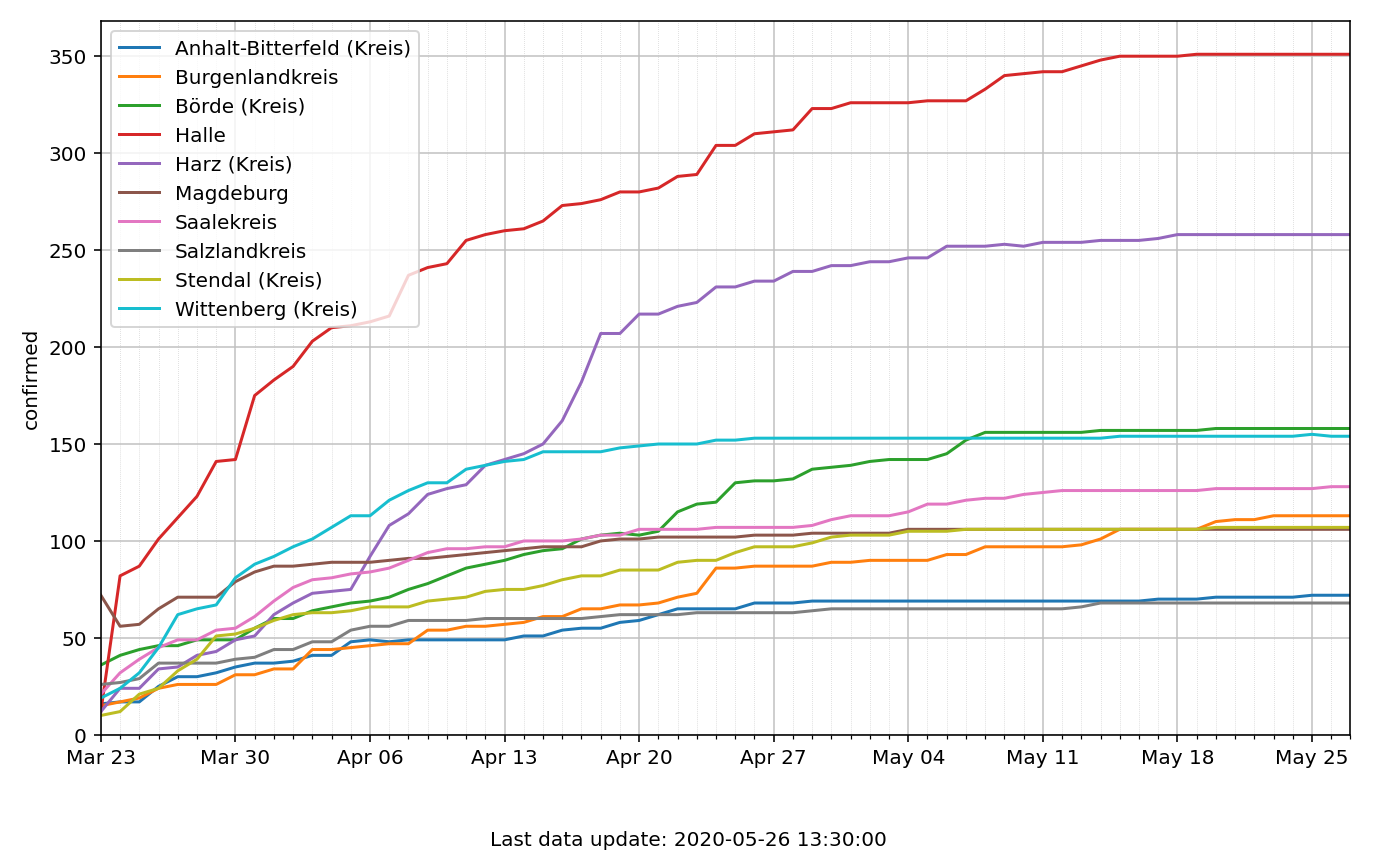 350
300
250
200
150
100
50
0
confirmed
Anhalt-Bitterfeld (Kreis)
Burgenlandkreis
Börde (Kreis)
Halle
Harz (Kreis)
Magdeburg
Saalekreis
Salzlandkreis
Stendal (Kreis)
Wittenberg (Kreis)
Mar 23 Mar 30 Apr 06 Apr 13 Apr 20 Apr 27 May 04 May 11 May 18 May 25
Last data update: 2020-05-26 13:30:00